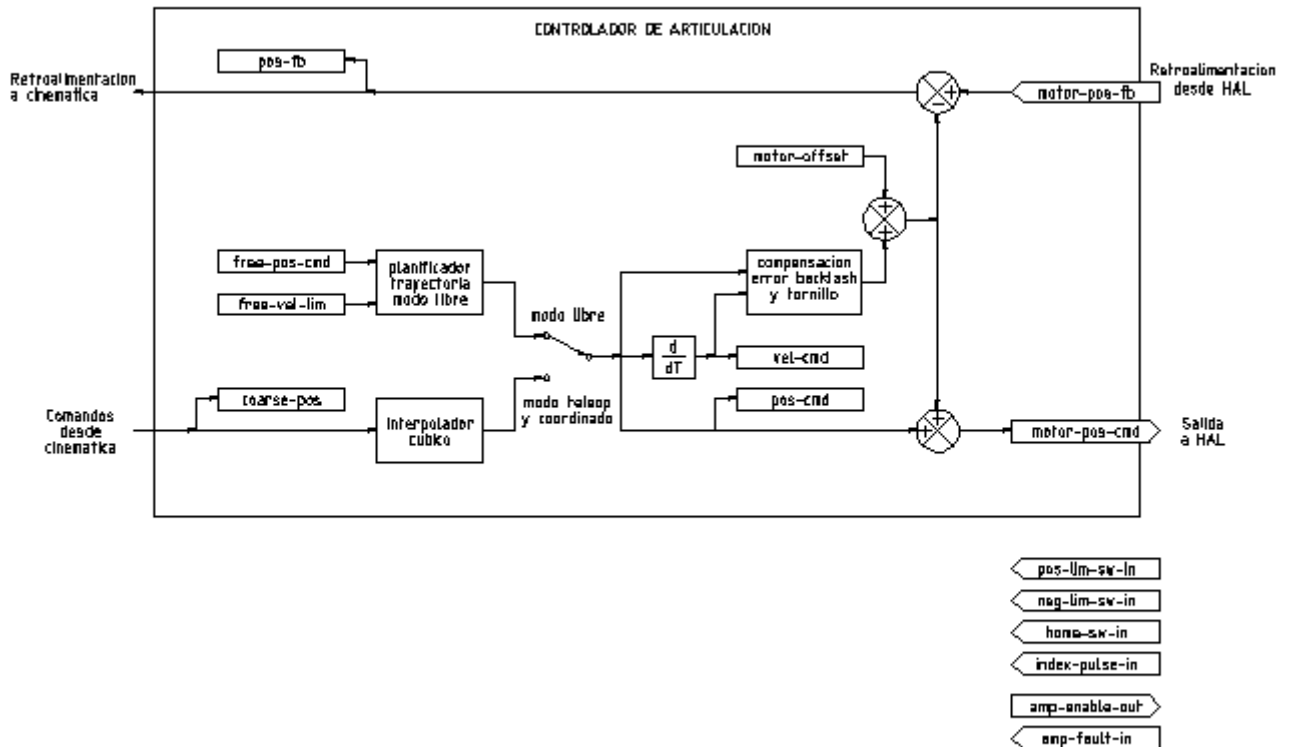 CONTROLADOR DE ARTICULACION
pos-fb
Retroalimentacion
a cinematica
Retroalimentacion
desde HAL
motor-pos-fb
motor-offset
free-pos-cmd
free-vel-lim
planificador
trayectoria
modo libre
compensacion
error backlash
y tornillo
modo libre
d
dT
vel-cmd
coarse-pos
modo teleop
y coordinado
pos-cmd
Comandos
desde
cinematica
interpolador
cubico
motor-pos-cmd
Salida
a HAL
pos-lim-sw-in
neg-lim-sw-in
home-sw-in
index-pulse-in
amp-enable-out
amp-fault-in